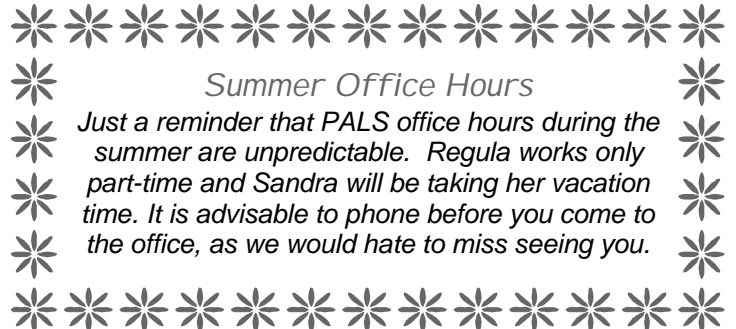 Summer Office Hours
Just a reminder that PALS office hours during the
summer are unpredictable.  Regula works only
part-time and Sandra will be taking her vacation
time. It is advisable to phone before you come to
the office, as we would hate to miss seeing you.